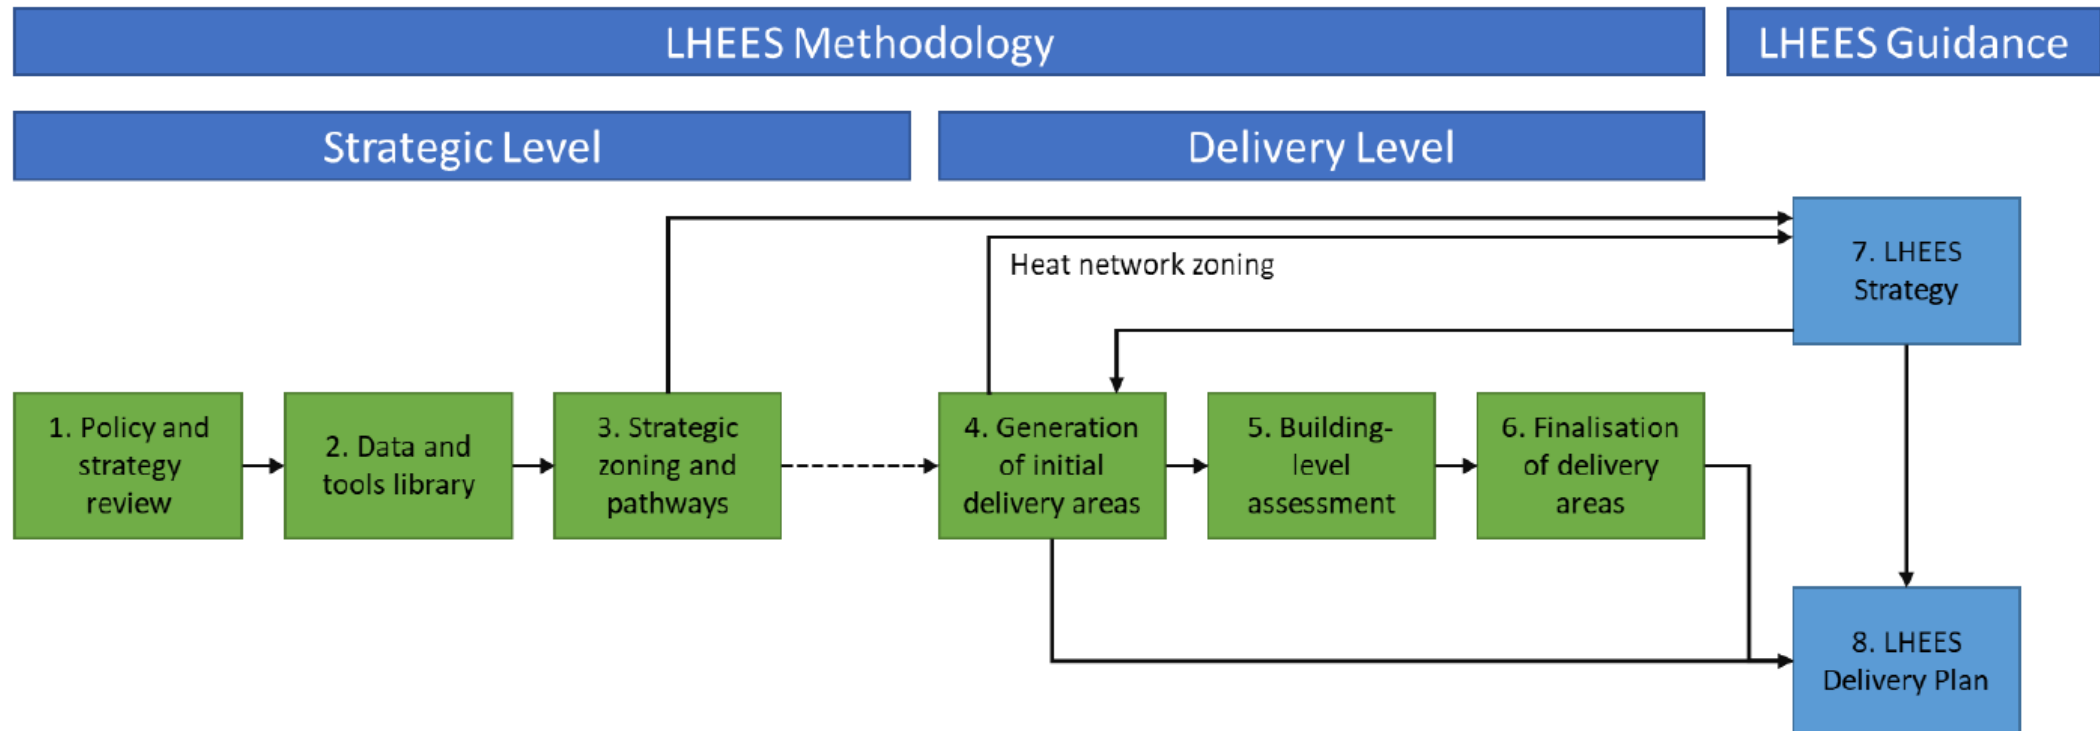 LHEES Methodology
LHEES Guidance
Strategic Level
Delivery Level
Heat network zoning
7. LHEES
Strategy
1. Policy and
strategy
review
2. Data and
tools library
3. Strategic
zoning and
pathways
4. Generation
of initial
delivery areas
5. Building-
level
assessment
6. Finalisation
of delivery
areas
8. LHEES
Delivery Plan